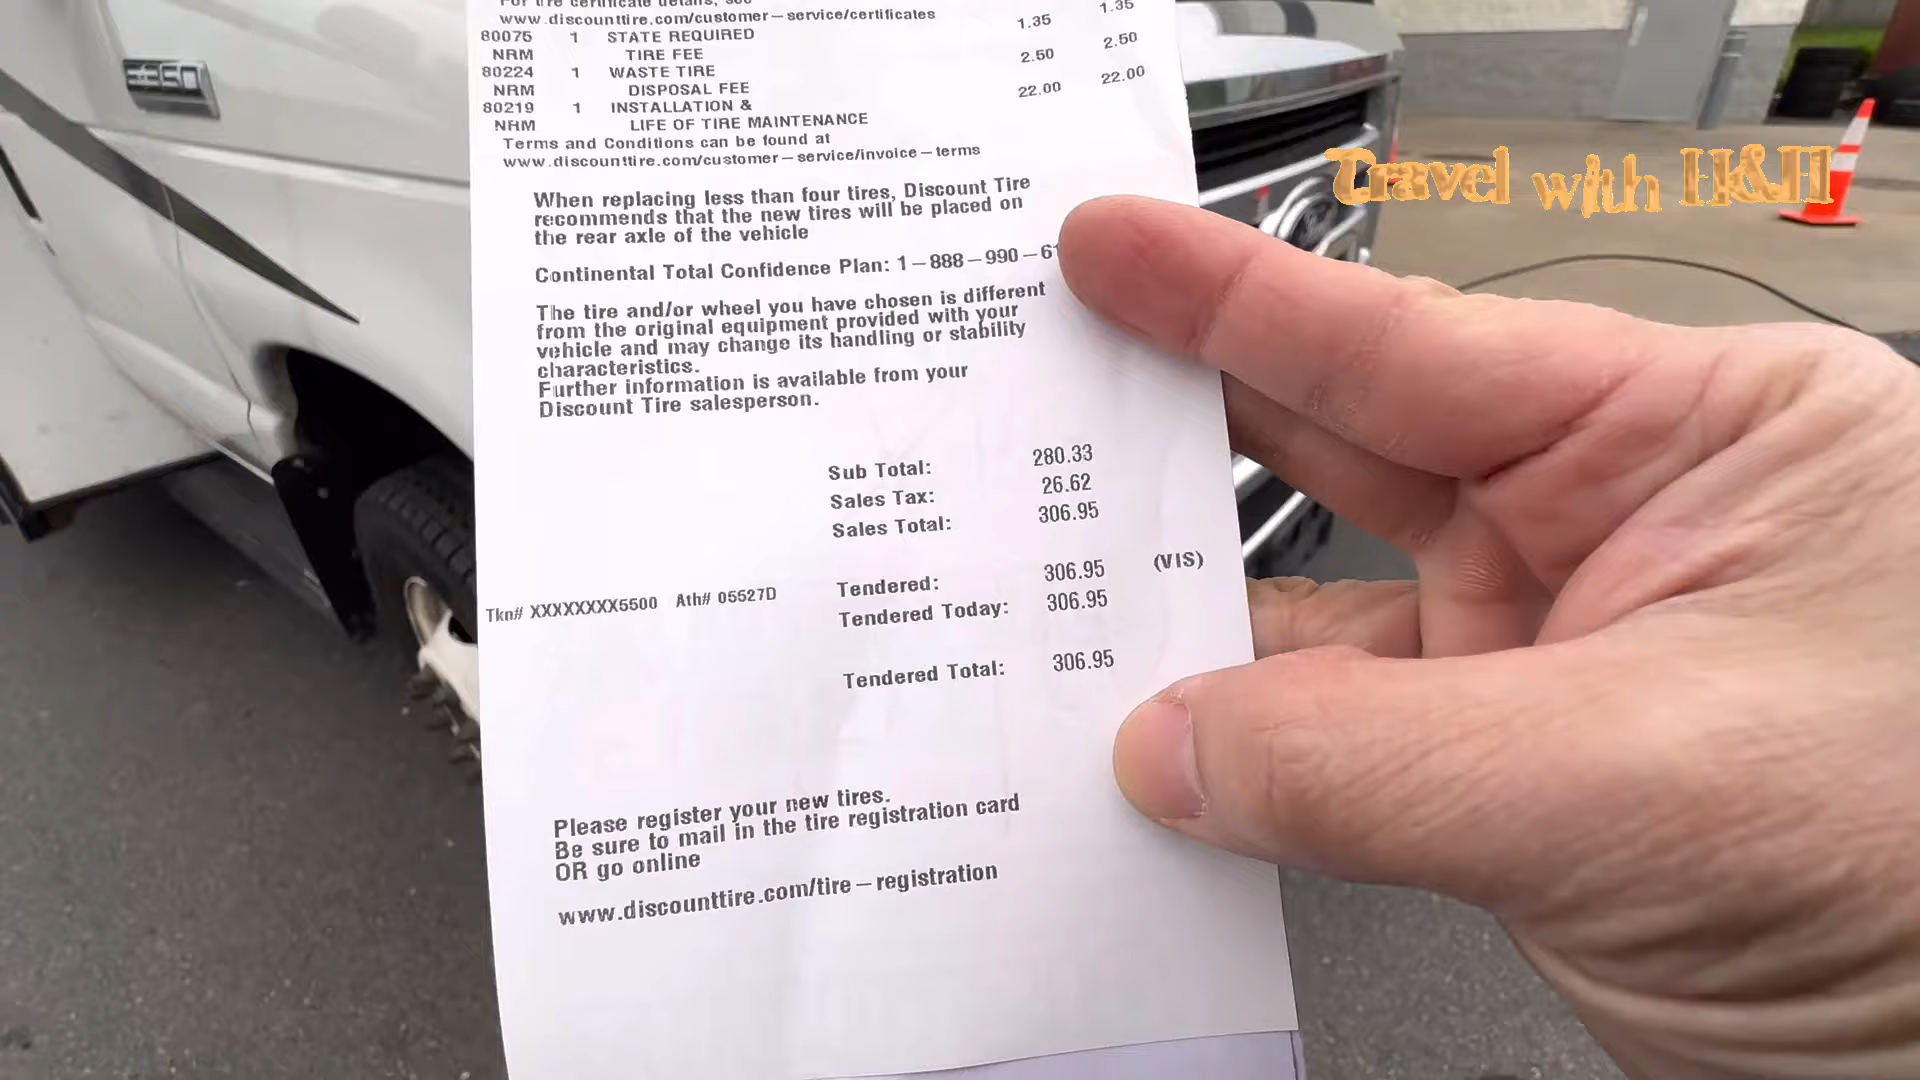 For tire certificate details, see
www.discounttire.com/customer-service/certificates
80075 1 STATE REQUIRED 1.35 1.35
NRM TIRE FEE
80224 1 WASTE TIRE 2.50 2.50
NRM DISPOSAL FEE
80219 1 INSTALLATION & 22.00 22.00
NRM LIFE OF TIRE MAINTENANCE
Terms and Conditions can be found at
www.discounttire.com/customer-service/invoice-terms
When replacing less than four tires, Discount Tire
recommends that the new tires will be placed on
the rear axle of the vehicle
Continental Total Confidence Plan: 1-888-990-6
The tire and/or wheel you have chosen is different
from the original equipment provided with your
vehicle and may change its handling or stability
characteristics.
Further information is available from your
Discount Tire salesperson.
Sub Total: 280.33
Sales Tax: 26.62
Sales Total: 306.95
Tkn# XXXXXXXX5500 Ath# 05527D Tendered: 306.95 (VIS)
Tendered Today: 306.95
Tendered Total: 306.95
Please register your new tires.
Be sure to mail in the tire registration card
OR go online
www.discounttire.com/tire-registration
E350
Travel with H&H